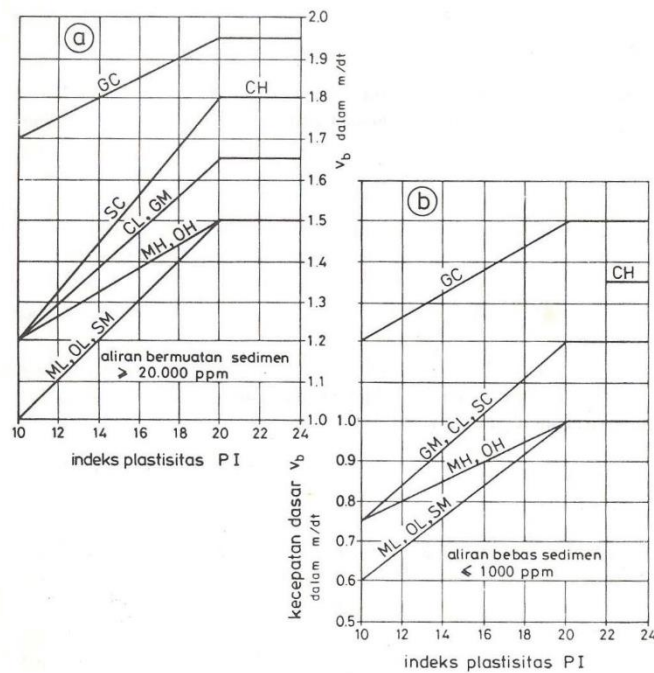 a
GC
CH
SC
CL, GM
MH, OH
ML, OL, SM
aliran bermuatan sedimen
⩾ 20.000 ppm
2.0
1.9
1.8
1.7
1.6
1.5
1.4
1.3
1.2
1.1
1.0
v_b dalam m/dt
10 12 14 16 18 20 22 24
indeks plastisitas PI
b
GC
CH
GM, CL, SC
MH, OH
ML, OL, SM
aliran bebas sedimen
⩽ 1000 ppm
1.0
0.9
0.8
0.7
0.6
0.5
kecepatan dasar v_b
dalam m/dt
10 12 14 16 18 20 22 24
indeks plastisitas PI